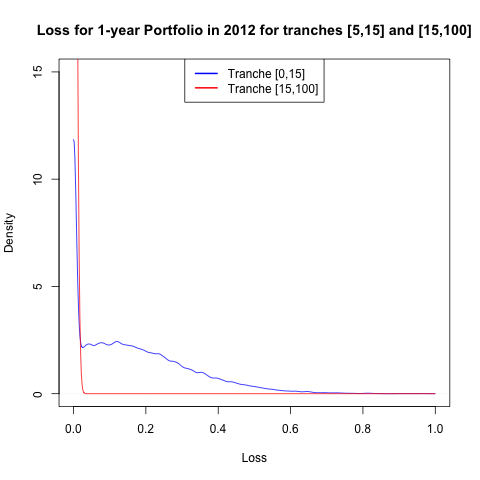 Loss for 1-year Portfolio in 2012 for tranches [5,15] and [15,100]
Tranche [0,15]
Tranche [15,100]
Density
15
10
5
0
0.0 0.2 0.4 0.6 0.8 1.0
Loss